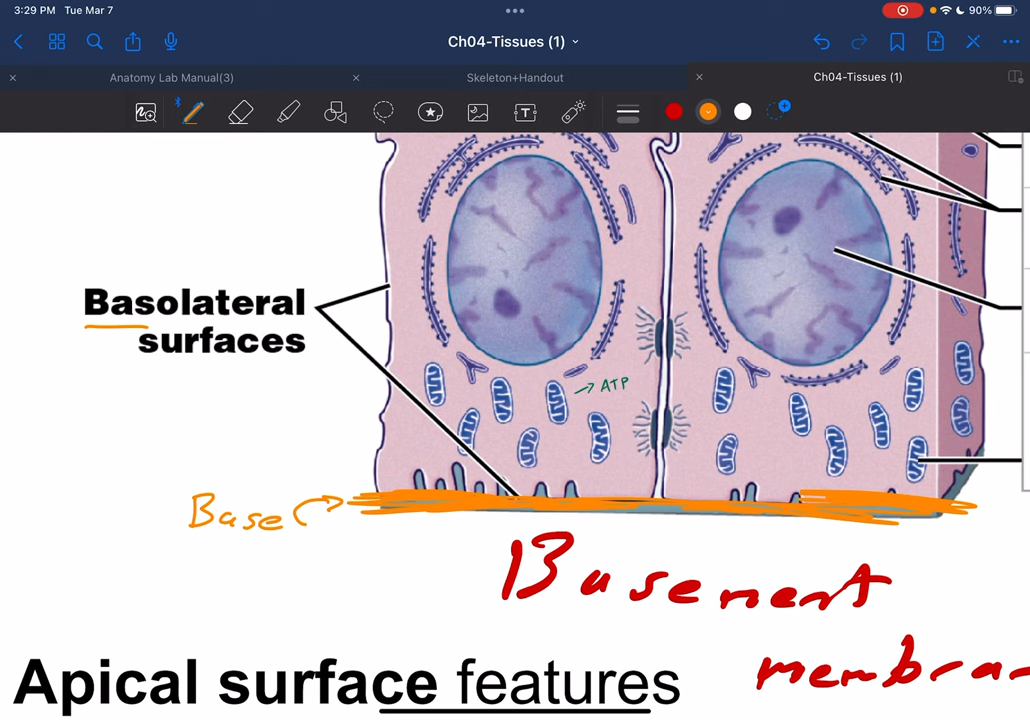 3:29 PM Tue Mar 7
90%
Ch04-Tissues (1)
Anatomy Lab Manual(3)
Skeleton+Handout
Ch04-Tissues (1)
T
Basolateral
surfaces
ATP
Base
Basement
membra
Apical surface features